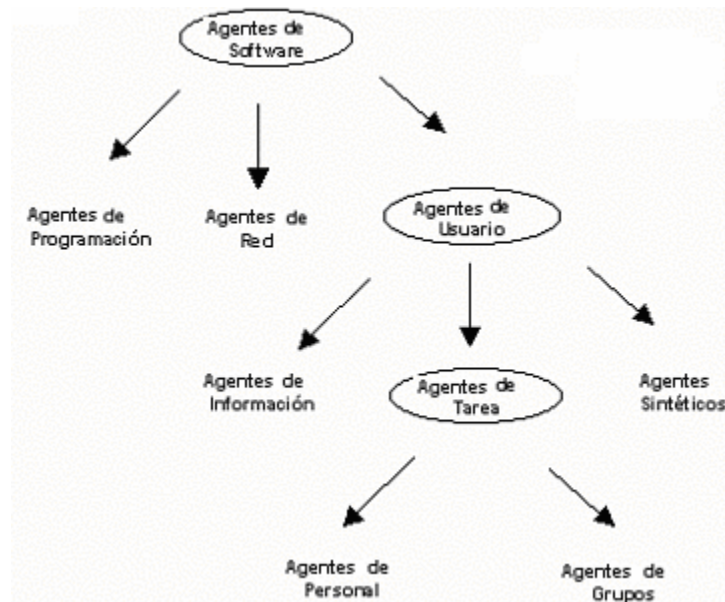 Agentes de
Software
Agentes de
Programación
Agentes de
Red
Agentes de
Usuario
Agentes de
Información
Agentes de
Tarea
Agentes
Sintéticos
Agentes de
Personal
Agentes de
Grupos